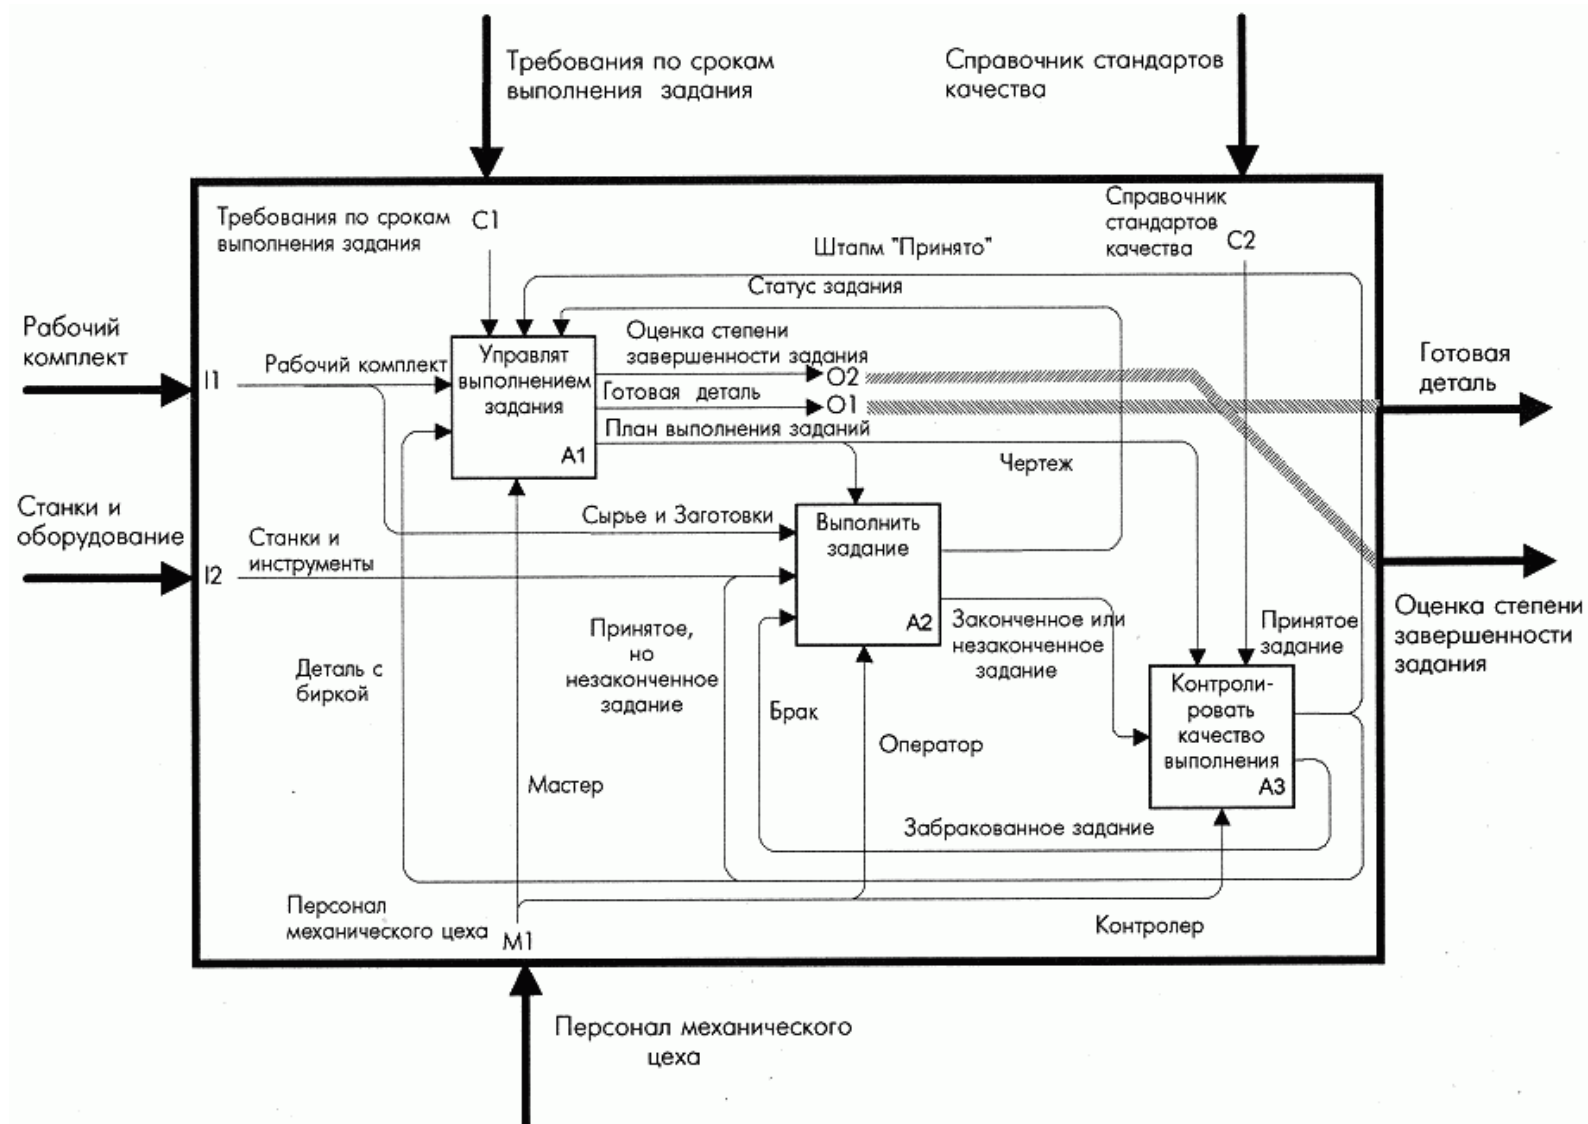 Требования по срокам
выполнения задания
Справочник стандартов
качества
Требования по срокам
выполнения задания
C1
Справочник
стандартов
качества
C2
Штапм "Принято"
Статус задания
Рабочий
комплект
I1
Рабочий комплект
Управлят
выполнением
задания
A1
Оценка степени
завершенности задания
O2
Готовая деталь
O1
План выполнения заданий
Чертеж
Готовая
деталь
Станки и
оборудование
I2
Станки и
инструменты
Сырье и Заготовки
Выполнить
задание
A2
Принятое,
но
незаконченное
задание
Законченное или
незаконченное
задание
Принятое
задание
Оценка степени
завершенности
задания
Деталь с
биркой
Брак
Оператор
Мастер
Контроли-
ровать
качество
выполнения
A3
Забракованное задание
Персонал
механического цеха
M1
Контролер
Персонал механического
цеха